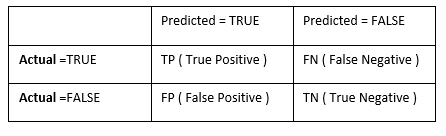 Predicted = TRUE Predicted = FALSE
Actual =TRUE TP ( True Positive ) FN ( False Negative )
Actual =FALSE FP ( False Positive ) TN ( True Negative )